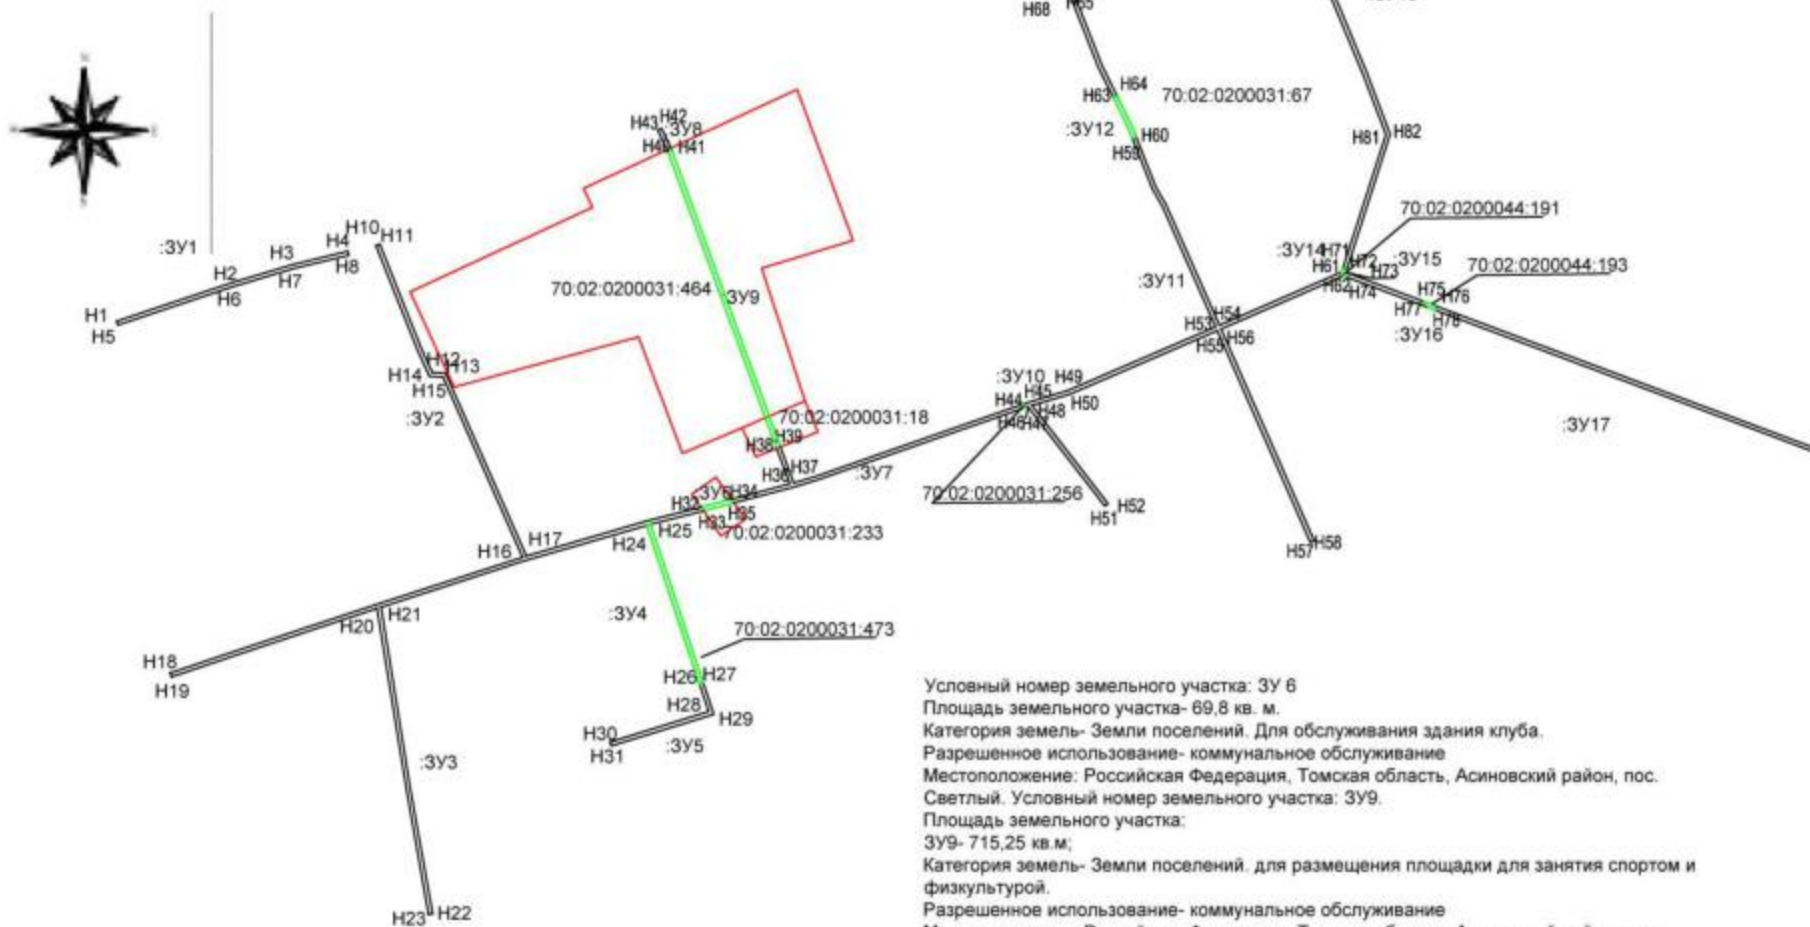 Н68
Н64
Н63
70:02:0200031:67
:ЗУ12
Н60
Н59
Н81
Н82
Н42
Н43
:ЗУ8
Н40
Н41
70:02:0200044:191
:ЗУ1
Н10
Н11
Н4
Н3
Н8
Н2
Н7
Н6
Н1
Н5
:ЗУ14
Н71
Н61
Н72
Н73
:ЗУ15
Н62
Н74
70:02:0200044:193
:ЗУ11
Н75
Н76
Н77
Н78
:ЗУ16
70:02:0200031:464
:ЗУ9
Н53
Н54
Н55
Н56
Н12
Н13
Н14
Н15
:ЗУ2
:ЗУ10
Н49
Н45
Н44
Н50
Н48
Н46
Н47
:ЗУ17
70:02:0200031:18
Н39
Н38
Н37
Н36
:ЗУ7
70:02:0200031:256
Н52
Н51
Н32
ЗУ6
Н34
Н33
Н35
70:02:0200031:233
Н25
Н24
Н17
Н16
Н57
Н58
Н21
Н20
:ЗУ4
70:02:0200031:473
Н18
Н19
Н26
Н27
Н28
Н29
Н30
Н31
:ЗУ5
:ЗУ3
Н23
Н22
Условный номер земельного участка: ЗУ 6
Площадь земельного участка- 69,8 кв. м.
Категория земель- Земли поселений. Для обслуживания здания клуба.
Разрешенное использование- коммунальное обслуживание
Местоположение: Российская Федерация, Томская область, Асиновский район, пос.
Светлый. Условный номер земельного участка: ЗУ9.
Площадь земельного участка:
ЗУ9- 715,25 кв.м;
Категория земель- Земли поселений. для размещения площадки для занятия спортом и
физкультурой.
Разрешенное использование- коммунальное обслуживание